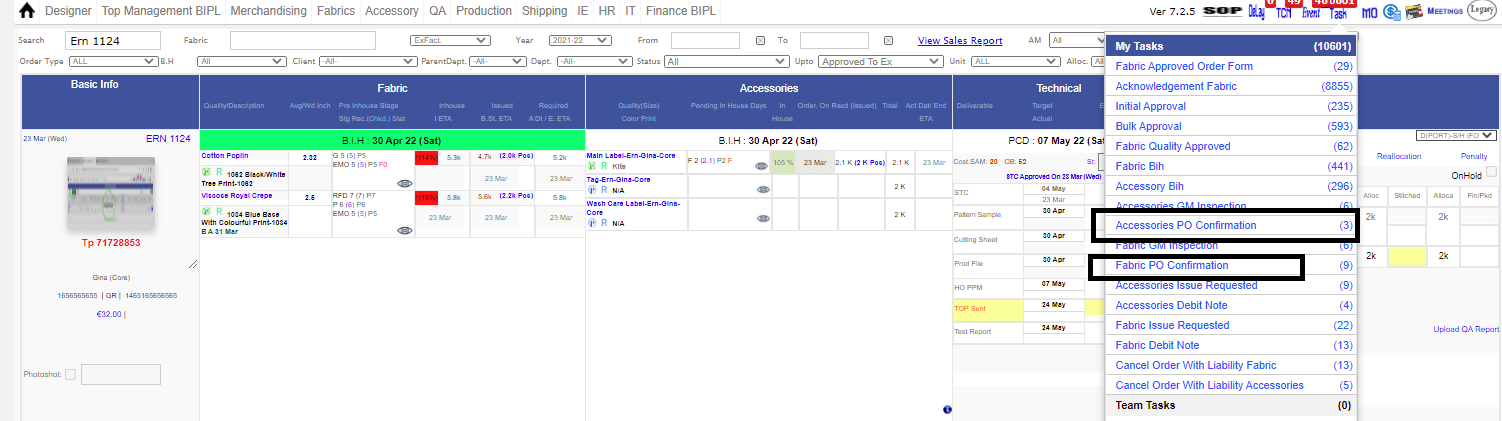 Designer Top Management BIPL Merchandising Fabrics Accessory QA Production Shipping IE HR IT Finance BIPL
Ver 7.2.5 SOP Delay TCN Event Task MO MEETINGS Legacy
Search Ern 1124 Fabric ExFact. Year 2021-22 From To View Sales Report AM All
Order Type ALL B.H All Client -All- ParentDept. -All- Dept. -All- Status All Upto Approved To Ex Unit ALL Alloc.
Basic Info
Fabric
Accessories
Technical
Quality/Description Avg/Wd Inch Pre Inhouse Stage Inhouse Issued Required
Stg Rec.(Chkd.) Stat I ETA B.St. ETA A Dt / E. ETA
Quality(Size) Pending In House Days In Order. On Recd (Issued) Total Act Dat/ End
Color Print House ETA
Deliverable Target
Actual
23 Mar (Wed) ERN 1124
B.I.H : 30 Apr 22 (Sat)
B.I.H : 30 Apr 22 (Sat)
PCD : 07 May 22 (Sat)
Cotton Poplin 2.32 G 5 (5) P5 (114%) 5.3k 4.7k (2.0k Pos) 5.2k
EMO 5 (5) P5 F0
R 1062 Black/White
Tree Print-1062
23 Mar 23 Mar
Viscose Royal Crepe 2.5 RFD 7 (7) P7 5.8k 5.6k (2.2k Pos) 5.8k
P 6 (6) P6
EMO 5 (5) P5
R 1034 Blue Base
With Colourful Print-1034
B A 31 Mar
23 Mar 23 Mar 23 Mar
Main Label-Ern-Gina-Core F 2 (2.1) P2 F 105 % 23 Mar 2.1 K (2 K Pos) 2.1 K 23 Mar
R Kite
Tag-Ern-Gina-Core 2 K
R N/A
Wash Care Label-Ern-Gina-
Core 2 K
R N/A
Cost.SAM: 20 OB: 52 St:
STC Approved On 23 Mar (Wed)
STC 04 May
23 Mar
Pattern Sample 30 Apr
Cutting Sheet 30 Apr
Prod File 30 Apr
HO PPM 07 May
TOP Sent 24 May
Test Report 24 May
Tp 71728853
Gina (Core)
1656565655 | GR | 1465165656565
€32.00 |
Photoshot:
My Tasks (10601)
Fabric Approved Order Form (29)
Acknowledgement Fabric (8855)
Initial Approval (235)
Bulk Approval (593)
Fabric Quality Approved (62)
Fabric Bih (441)
Accessory Bih (296)
Accessories GM Inspection (6)
Accessories PO Confirmation (3)
Fabric GM Inspection (6)
Fabric PO Confirmation (9)
Accessories Issue Requested (9)
Accessories Debit Note (4)
Fabric Issue Requested (22)
Fabric Debit Note (13)
Cancel Order With Liability Fabric (13)
Cancel Order With Liability Accessories (5)
Team Tasks (0)
D(PORT)-S/H (FO
Reallocation Penalty
OnHold
Alloc Stitched Alloca Fin/Pkd
2k 2k
2k 2k
Upload QA Report